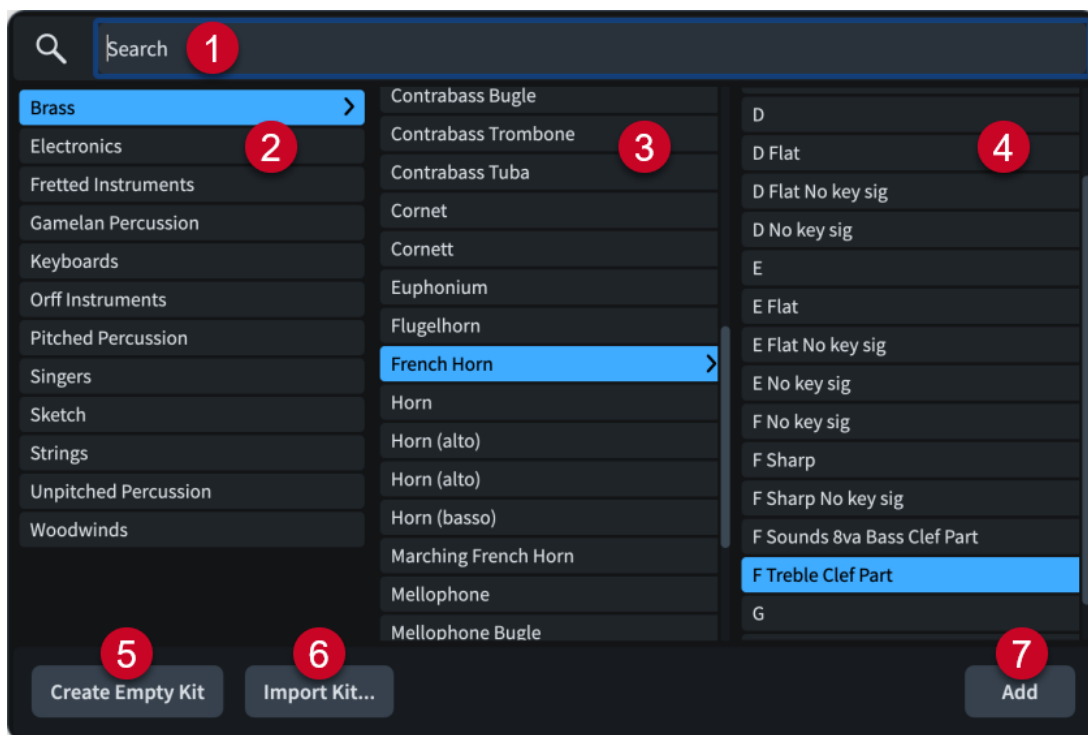 Search
1
Brass
Electronics
Fretted Instruments
Gamelan Percussion
Keyboards
Orff Instruments
Pitched Percussion
Singers
Sketch
Strings
Unpitched Percussion
Woodwinds
2
Contrabass Bugle
Contrabass Trombone
Contrabass Tuba
Cornet
Cornett
Euphonium
Flugelhorn
French Horn
Horn
Horn (alto)
Horn (alto)
Horn (basso)
Marching French Horn
Mellophone
Mellophone Bugle
3
D
D Flat
D Flat No key sig
D No key sig
E
E Flat
E Flat No key sig
E No key sig
F No key sig
F Sharp
F Sharp No key sig
F Sounds 8va Bass Clef Part
F Treble Clef Part
G
4
5
Create Empty Kit
6
Import Kit...
7
Add